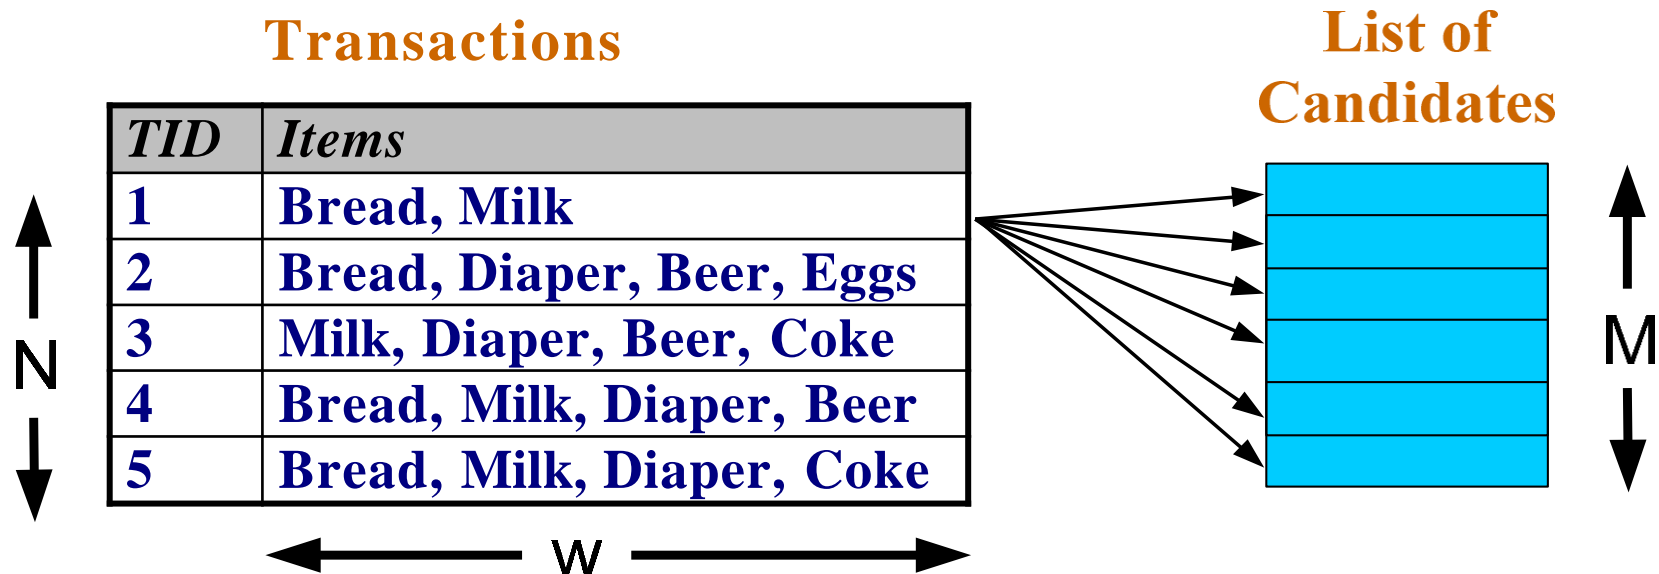 Transactions
List of
Candidates
TID Items
1 Bread, Milk
2 Bread, Diaper, Beer, Eggs
3 Milk, Diaper, Beer, Coke
4 Bread, Milk, Diaper, Beer
5 Bread, Milk, Diaper, Coke
N
M
w